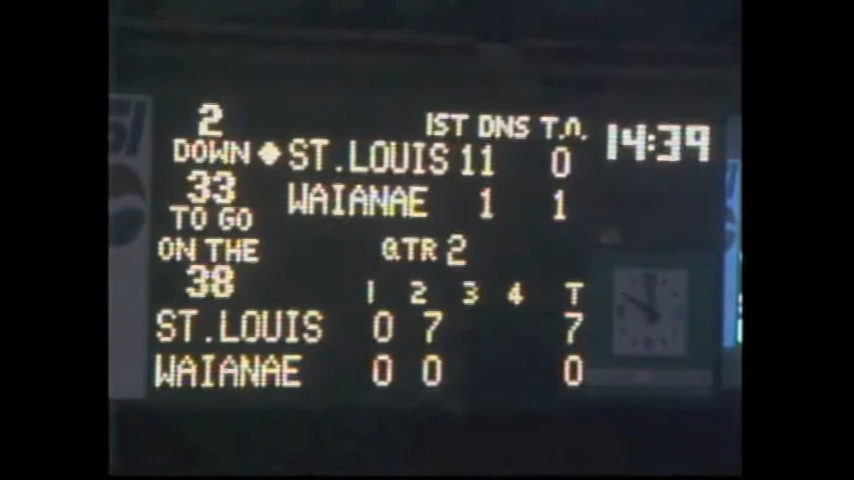 2 1ST DNS T.O. 14:39
DOWN ST.LOUIS 11 0
33 WAIANAE 1 1
TO GO
ON THE QTR 2
38 1 2 3 4 T
ST.LOUIS 0 7 7
WAIANAE 0 0 0